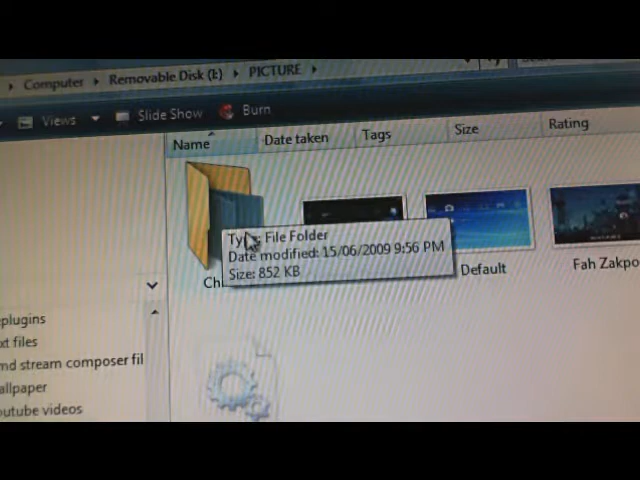 Computer Removable Disk (I:) PICTURE
Views Slide Show Burn
Name Date taken Tags Size Rating
Type: File Folder
Date modified: 15/06/2009 9:56 PM
Size: 852 KB
Ch
Default
Fah Zakpo
plugins
xt files
md stream composer fil
allpaper
outube videos